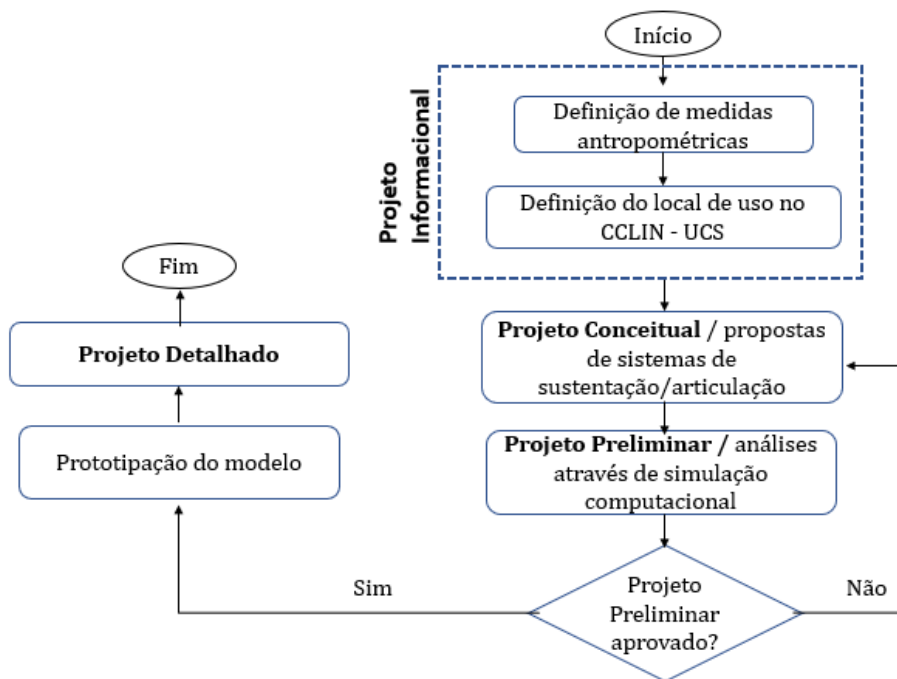 Início
Projeto
Informacional
Definição de medidas
antropométricas
Definição do local de uso no
CCLIN - UCS
Projeto Conceitual / propostas
de sistemas de
sustentação/articulação
Projeto Preliminar / análises
através de simulação
computacional
Projeto
Preliminar
aprovado?
Não
Sim
Prototipação do modelo
Projeto Detalhado
Fim